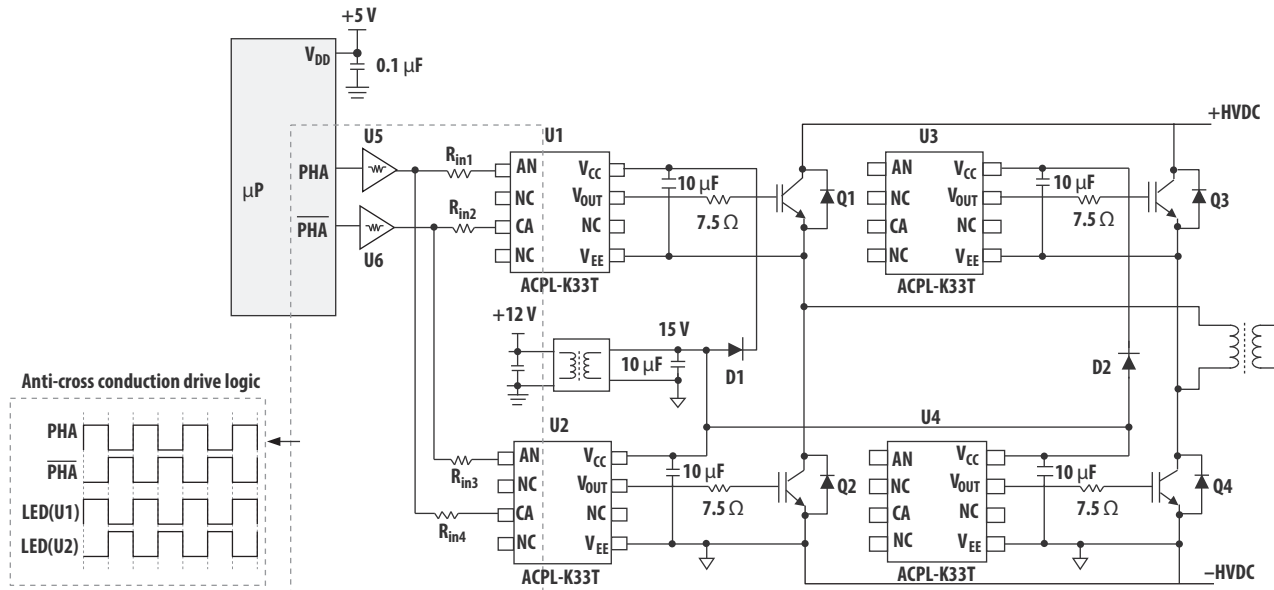 +5 V
VDD
0.1 µF
µP
PHA
PHA
U5
U6
Rin1
Rin2
U1
AN
NC
CA
NC
VCC
VOUT
NC
VEE
ACPL-K33T
10 µF
7.5 Ω
Q1
+HVDC
U3
AN
NC
CA
NC
VCC
VOUT
NC
VEE
ACPL-K33T
10 µF
7.5 Ω
Q3
+12 V
15 V
10 µF
D1
D2
Anti-cross conduction drive logic
PHA
PHA
LED(U1)
LED(U2)
Rin3
Rin4
U2
AN
NC
CA
NC
VCC
VOUT
NC
VEE
ACPL-K33T
10 µF
7.5 Ω
Q2
U4
AN
NC
CA
NC
VCC
VOUT
NC
VEE
ACPL-K33T
10 µF
7.5 Ω
Q4
–HVDC